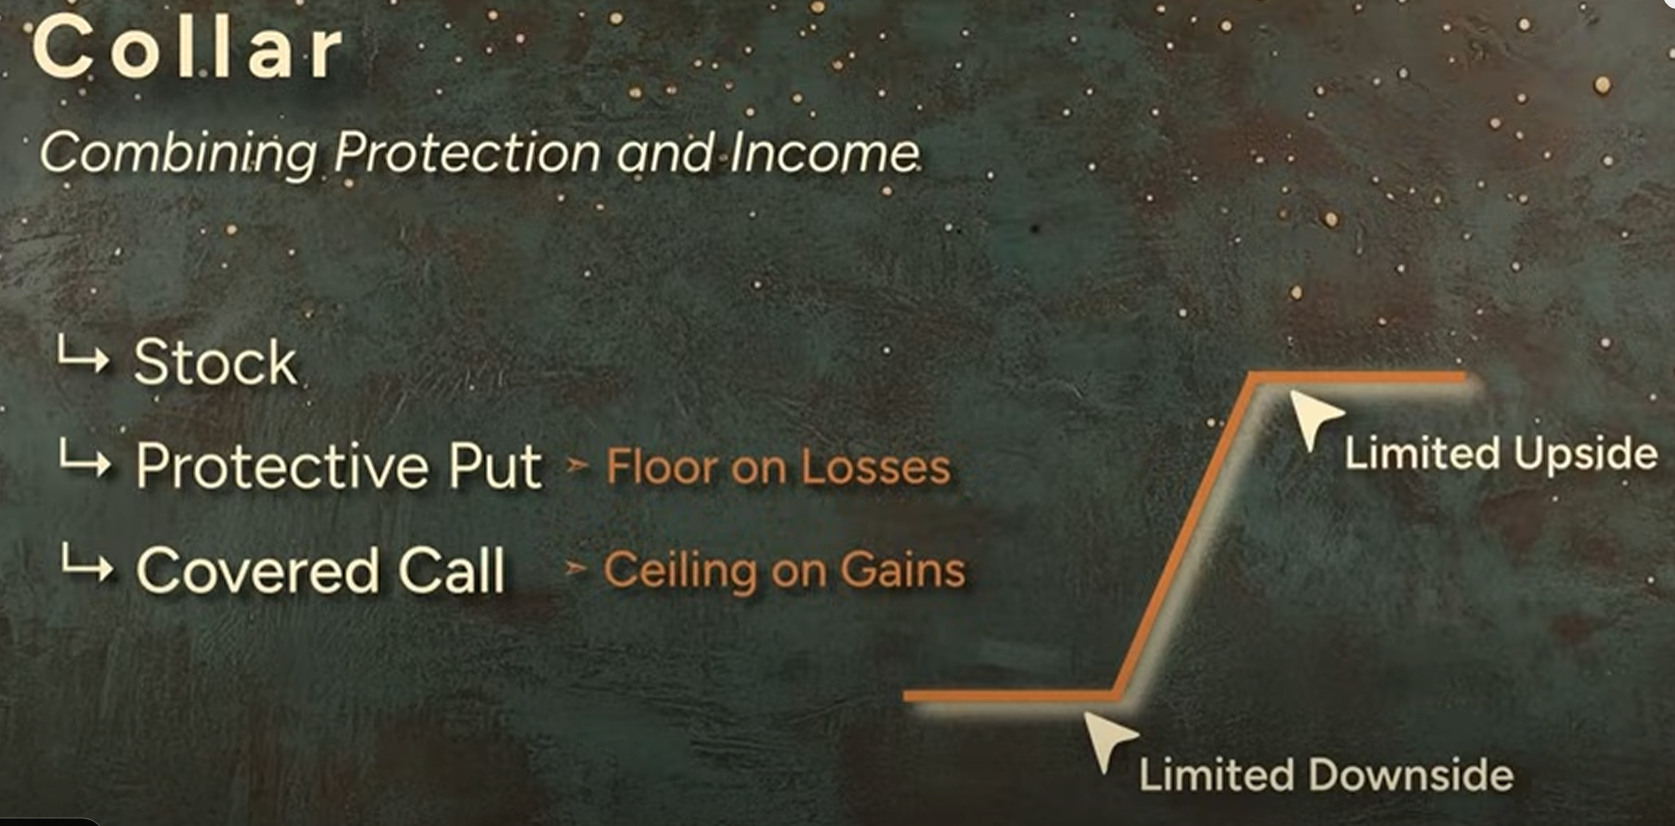 Collar
Combining Protection and Income
Stock
Protective Put ➣ Floor on Losses
Covered Call ➣ Ceiling on Gains
Limited Upside
Limited Downside